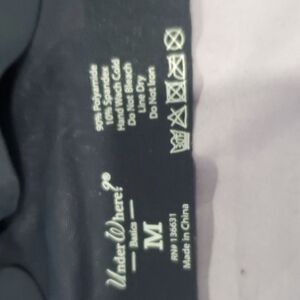 UnderWhere?®
Basics
M
RN# 136631
Made in China
90% Polyamide
10% Spandex
Hand Wach Cold
Do Not Bleach
Line Dry
Do Not Iron